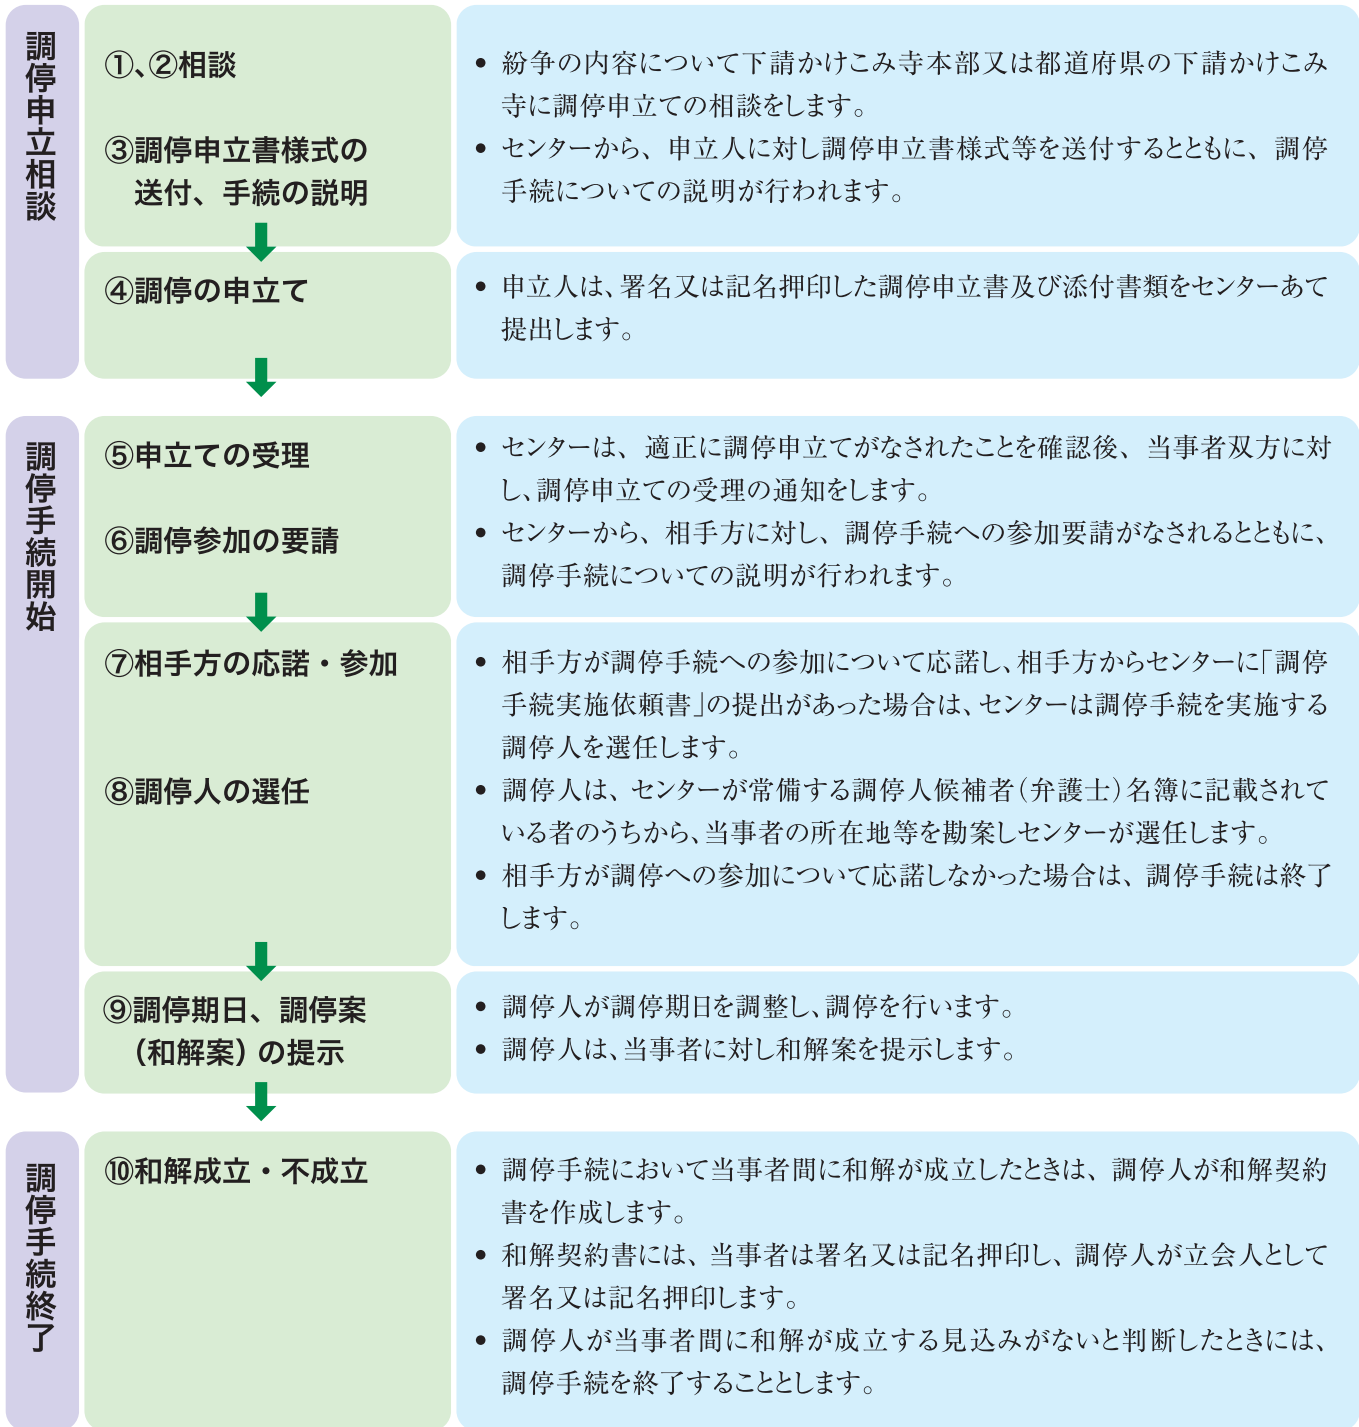 調停申立相談
①、②相談
③調停申立書様式の
送付、手続の説明
• 紛争の内容について下請かけこみ寺本部又は都道府県の下請かけこみ
寺に調停申立ての相談をします。
• センターから、申立人に対し調停申立書様式等を送付するとともに、調停
手続についての説明が行われます。
④調停の申立て
• 申立人は、署名又は記名押印した調停申立書及び添付書類をセンターあて
提出します。
調停手続開始
⑤申立ての受理
⑥調停参加の要請
• センターは、適正に調停申立てがなされたことを確認後、当事者双方に対
し、調停申立ての受理の通知をします。
• センターから、相手方に対し、調停手続への参加要請がなされるとともに、
調停手続についての説明が行われます。
⑦相手方の応諾・参加
⑧調停人の選任
• 相手方が調停手続への参加について応諾し、相手方からセンターに「調停
手続実施依頼書」の提出があった場合は、センターは調停手続を実施する
調停人を選任します。
• 調停人は、センターが常備する調停人候補者（弁護士）名簿に記載されて
いる者のうちから、当事者の所在地等を勘案しセンターが選任します。
• 相手方が調停への参加について応諾しなかった場合は、調停手続は終了
します。
⑨調停期日、調停案
（和解案）の提示
• 調停人が調停期日を調整し、調停を行います。
• 調停人は、当事者に対し和解案を提示します。
調停手続終了
⑩和解成立・不成立
• 調停手続において当事者間に和解が成立したときは、調停人が和解契約
書を作成します。
• 和解契約書には、当事者は署名又は記名押印し、調停人が立会人として
署名又は記名押印します。
• 調停人が当事者間に和解が成立する見込みがないと判断したときには、
調停手続を終了することとします。